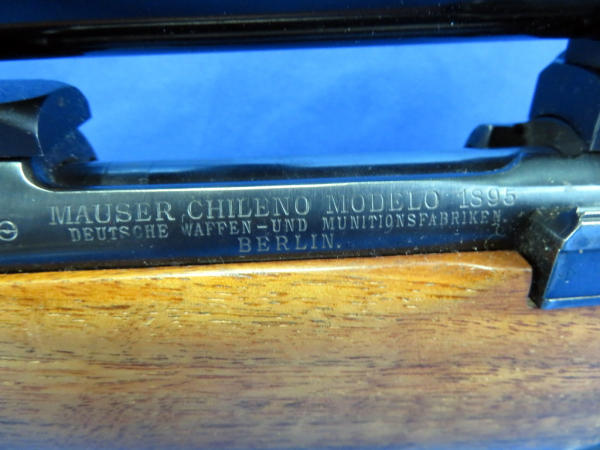 MAUSER CHILENO MODELO 1895
DEUTSCHE WAFFEN-UND MUNITIONSFABRIKEN.
BERLIN.